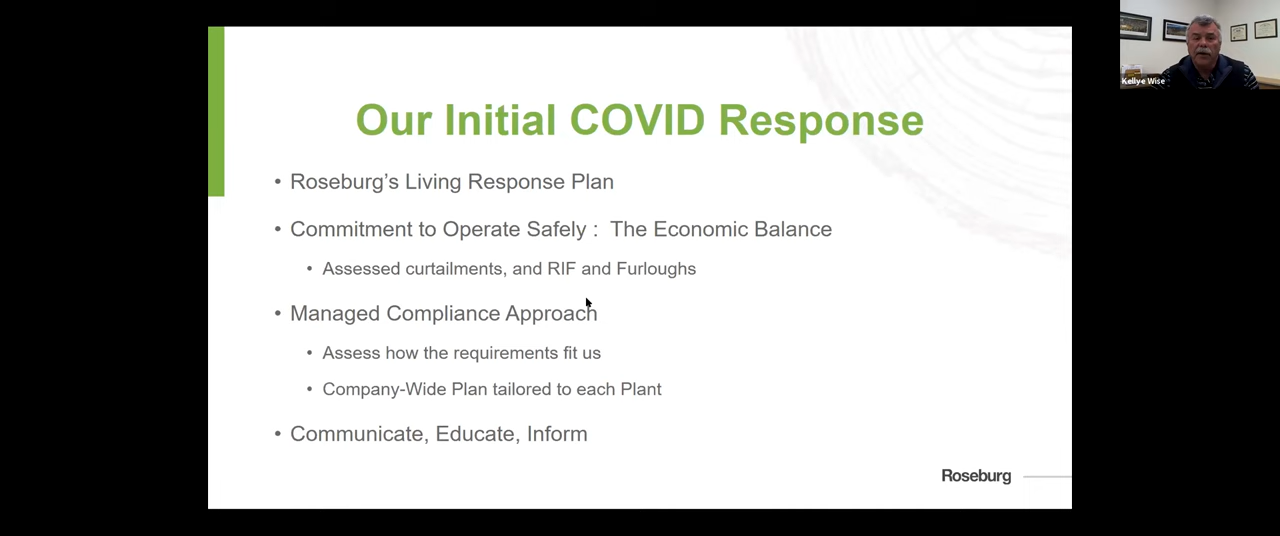 Our Initial COVID Response
• Roseburg’s Living Response Plan
• Commitment to Operate Safely :  The Economic Balance
• Assessed curtailments, and RIF and Furloughs
• Managed Compliance Approach
• Assess how the requirements fit us
• Company-Wide Plan tailored to each Plant
• Communicate, Educate, Inform
Roseburg
Kellye Wise